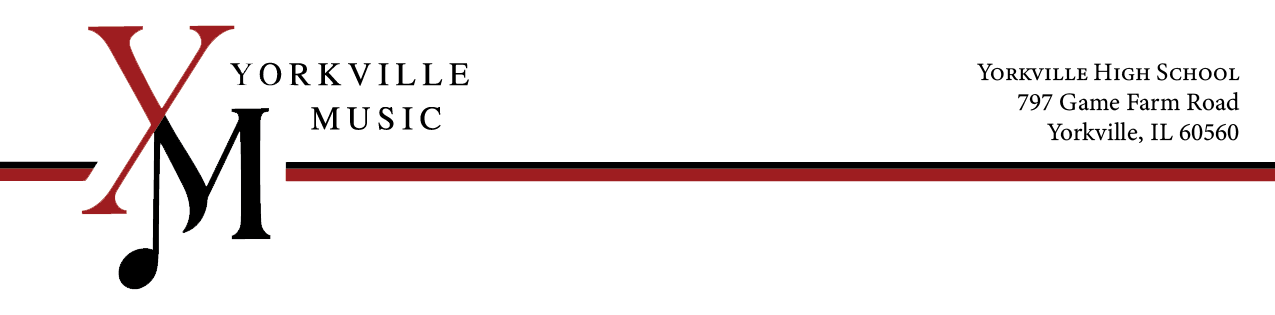 YM
YORKVILLE
MUSIC
Yorkville High School
797 Game Farm Road
Yorkville, IL 60560